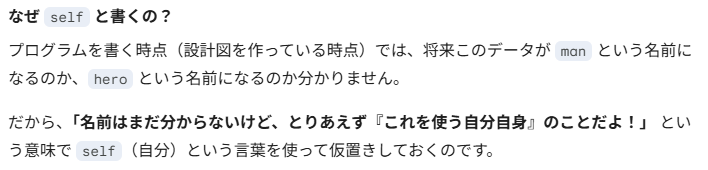 なぜ self と書くの？
プログラムを書く時点（設計図を作っている時点）では、将来このデータが man という名前に
なるのか、hero という名前になるのか分かりません。
だから、「名前はまだ分からないけど、とりあえず『これを使う自分自身』のことだよ！」 とい
う意味で self （自分）という言葉を使って仮置きしておくのです。